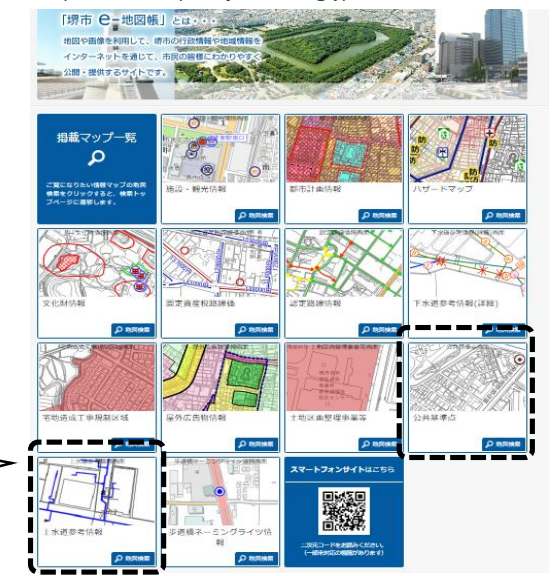 「堺市 e-地図帳」とは・・・
地図や画像を利用して、堺市の行政情報や地域情報を
インターネットを通じて、市民の皆様にわかりやすく
公開・提供するサイトです。
掲載マップ一覧
ご覧になりたい情報マップの地図
検索をクリックすると、検索トッ
プページに遷移します。
施設・観光情報
地図検索
都市計画情報
地図検索
ハザードマップ
地図検索
文化財情報
地図検索
固定資産税路線価
地図検索
認定路線情報
地図検索
下水道参考情報(詳細)
地図検索
宅地造成工事規制区域
地図検索
屋外広告物情報
地図検索
土地区画整理事業等
地図検索
公共基準点
地図検索
上水道参考情報
地図検索
歩道橋ネーミングライツ情
報
地図検索
スマートフォンサイトはこちら
二次元コードをお読みください。
(一部未対応の機能があります)